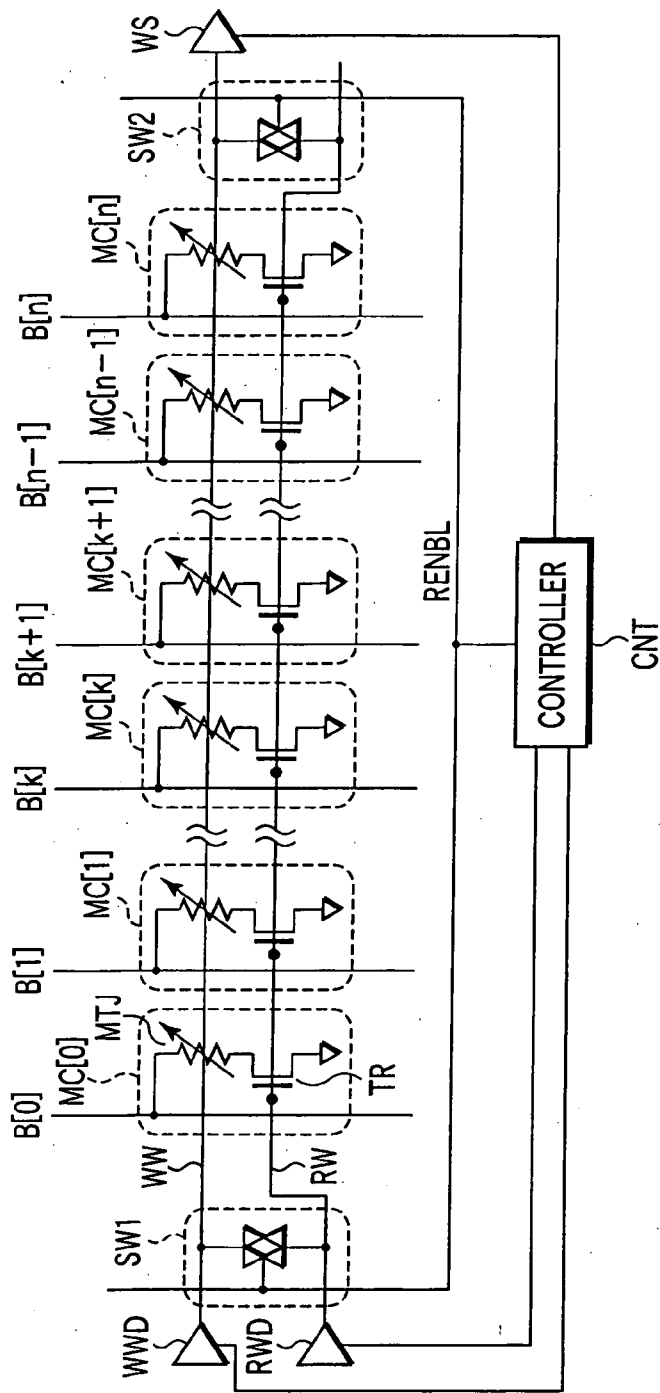 B[0]
B[1]
B[k]
B[k+1]
B[n-1]
B[n]
MC[0]
MTJ
MC[1]
MC[k]
MC[k+1]
MC[n-1]
MC[n]
SW1
WW
SW2
WS
WWD
RWD
RW
TR
RENBL
CONTROLLER
CNT